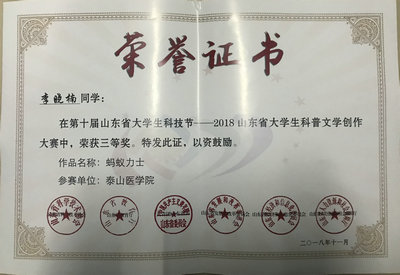 荣誉证书
李晓楠同学：
在第十届山东省大学生科技节——2018山东省大学生科普文学创作
大赛中，荣获三等奖。特发此证，以资鼓励。
作品名称：蚂蚁力士
参赛单位：泰山医学院
二〇一八年十一月